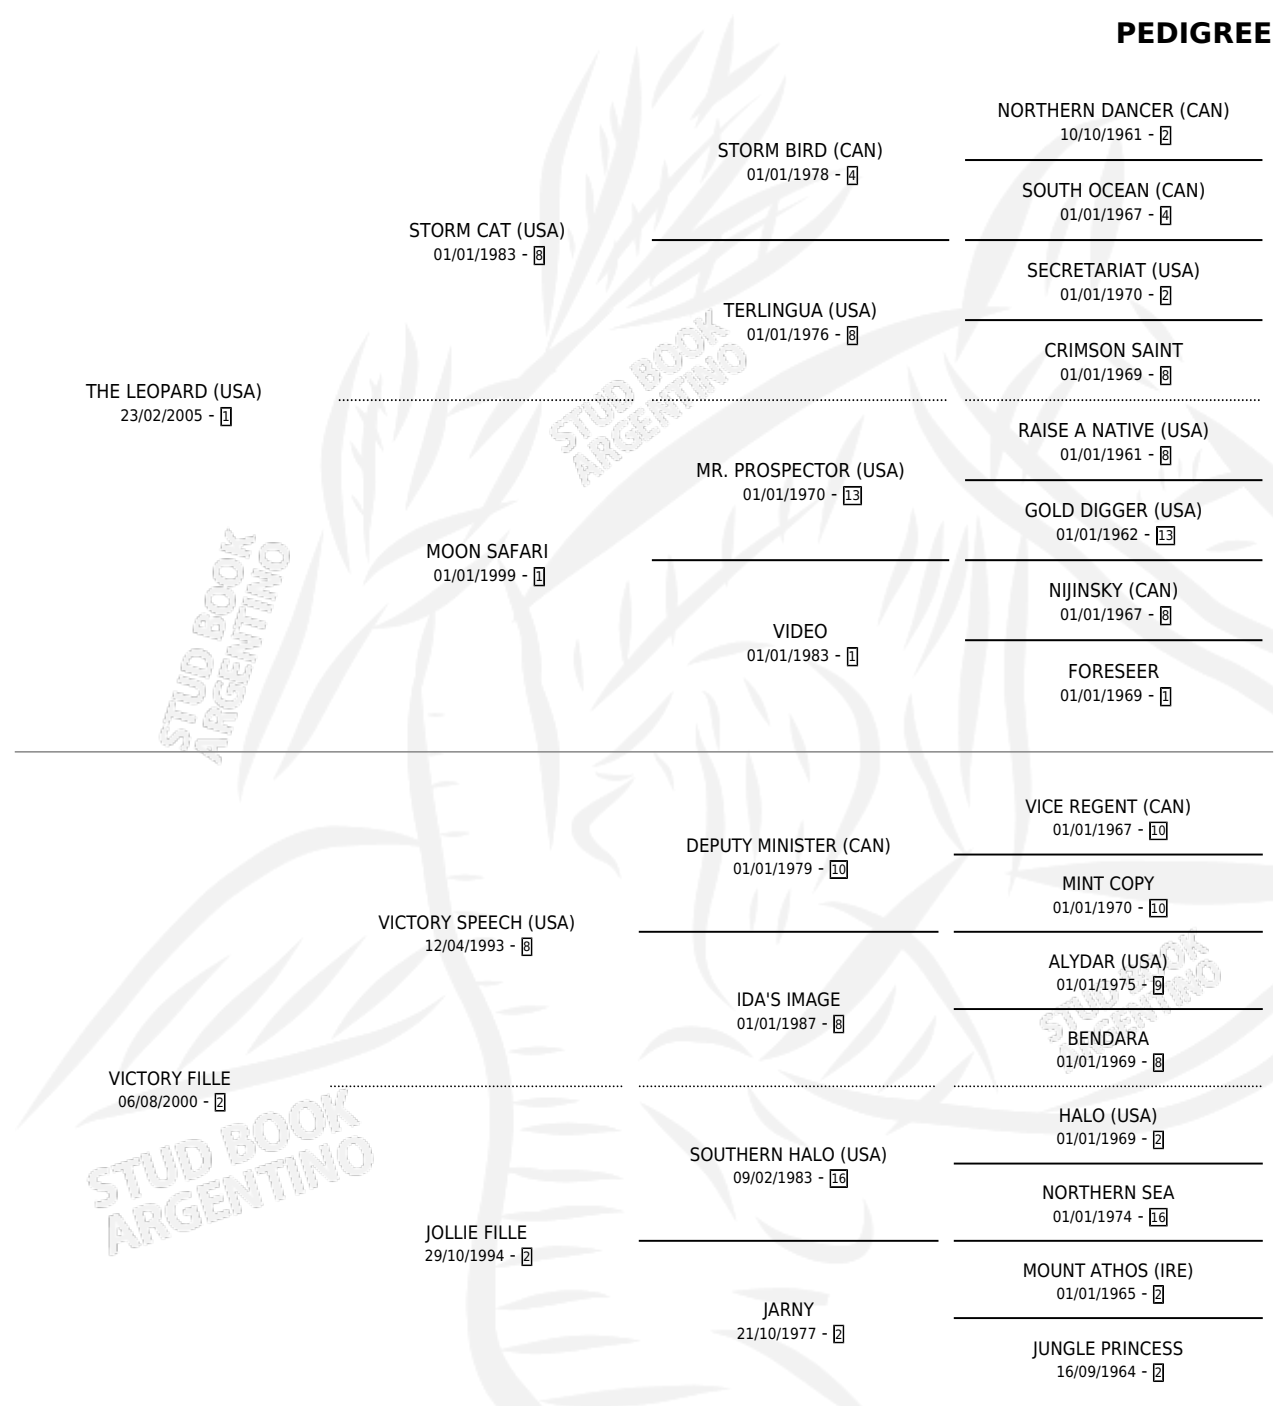 PEDIGREE
NORTHERN DANCER (CAN)
10/10/1961 - 2
STORM BIRD (CAN)
01/01/1978 - 4
SOUTH OCEAN (CAN)
01/01/1967 - 4
STORM CAT (USA)
01/01/1983 - 8
SECRETARIAT (USA)
01/01/1970 - 2
TERLINGUA (USA)
01/01/1976 - 8
CRIMSON SAINT
01/01/1969 - 8
THE LEOPARD (USA)
23/02/2005 - 1
RAISE A NATIVE (USA)
01/01/1961 - 8
MR. PROSPECTOR (USA)
01/01/1970 - 13
GOLD DIGGER (USA)
01/01/1962 - 13
MOON SAFARI
01/01/1999 - 1
NIJINSKY (CAN)
01/01/1967 - 8
VIDEO
01/01/1983 - 1
FORESEER
01/01/1969 - 1
VICE REGENT (CAN)
01/01/1967 - 10
DEPUTY MINISTER (CAN)
01/01/1979 - 10
MINT COPY
01/01/1970 - 10
VICTORY SPEECH (USA)
12/04/1993 - 8
ALYDAR (USA)
01/01/1975 - 9
IDA'S IMAGE
01/01/1987 - 8
BENDARA
01/01/1969 - 8
VICTORY FILLE
06/08/2000 - 2
HALO (USA)
01/01/1969 - 2
SOUTHERN HALO (USA)
09/02/1983 - 16
NORTHERN SEA
01/01/1974 - 16
JOLLIE FILLE
29/10/1994 - 2
MOUNT ATHOS (IRE)
01/01/1965 - 2
JARNY
21/10/1977 - 2
JUNGLE PRINCESS
16/09/1964 - 2
STUD BOOK
ARGENTINO
STUD BOOK
ARGENTINO
STUD BOOK
ARGENTINO
STUD BOOK
ARGENTINO